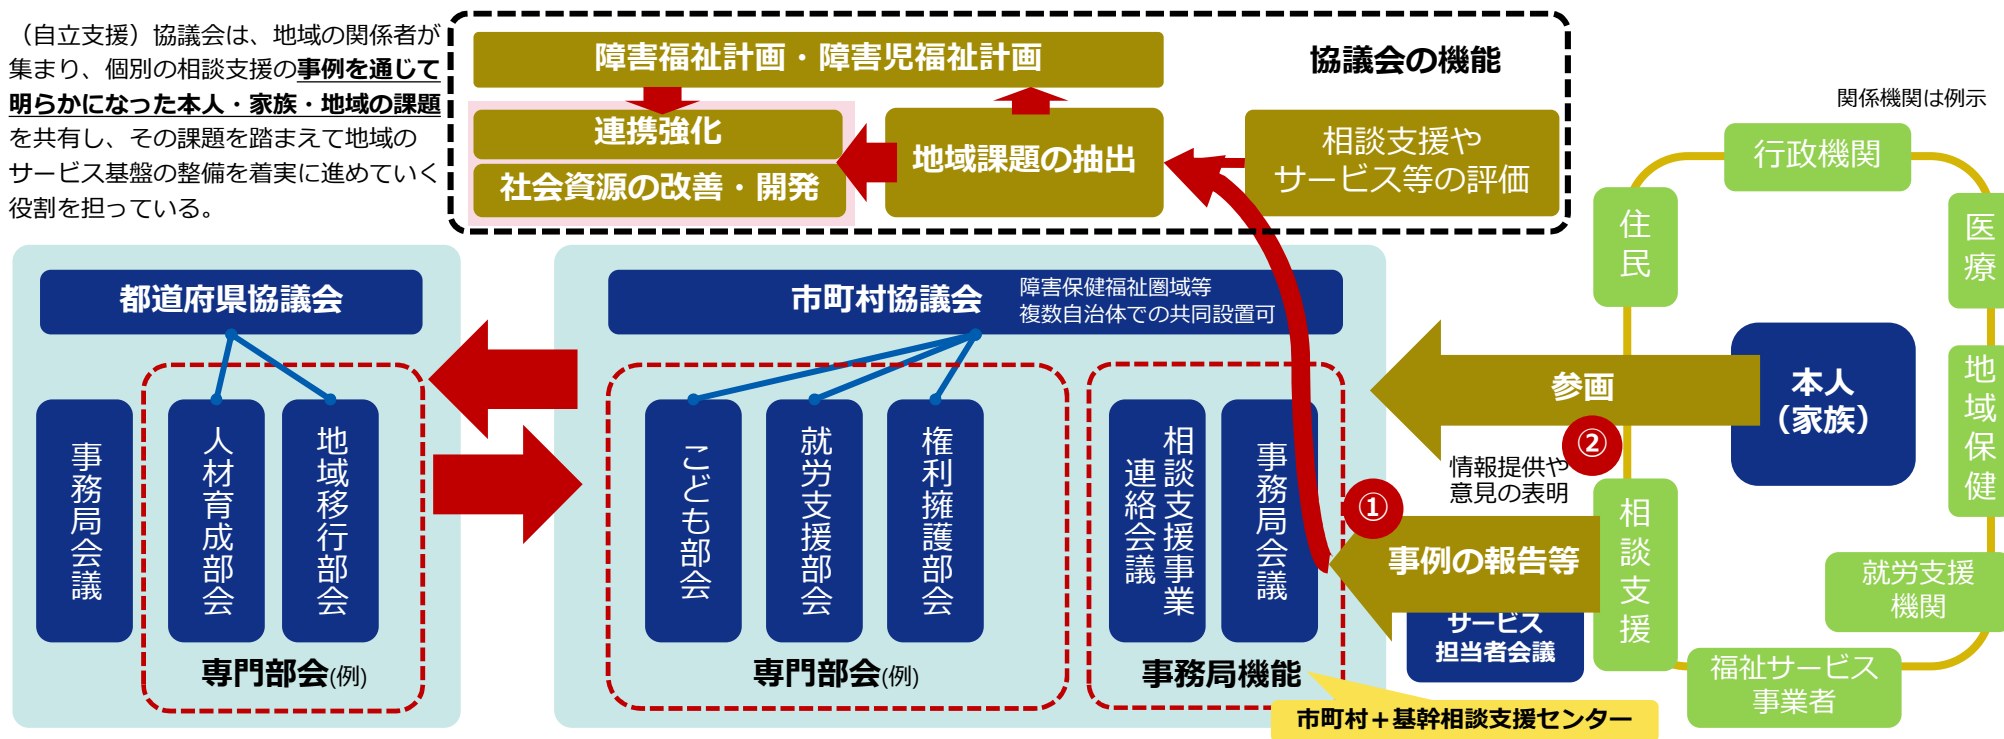 （自立支援）協議会は、地域の関係者が
集まり、個別の相談支援の事例を通じて
明らかになった本人・家族・地域の課題
を共有し、その課題を踏まえて地域の
サービス基盤の整備を着実に進めていく
役割を担っている。
障害福祉計画・障害児福祉計画
協議会の機能
連携強化
社会資源の改善・開発
地域課題の抽出
相談支援や
サービス等の評価
関係機関は例示
行政機関
住民
医療
地域保健
就労支援
機関
福祉サービス
事業者
相談支援
本人
（家族）
参画
②
情報提供や
意見の表明
①
事例の報告等
サービス
担当者会議
都道府県協議会
事務局会議
人材育成部会
地域移行部会
専門部会(例)
市町村協議会
障害保健福祉圏域等
複数自治体での共同設置可
こども部会
就労支援部会
権利擁護部会
専門部会(例)
相談支援事業
連絡会議
事務局会議
事務局機能
市町村＋基幹相談支援センター